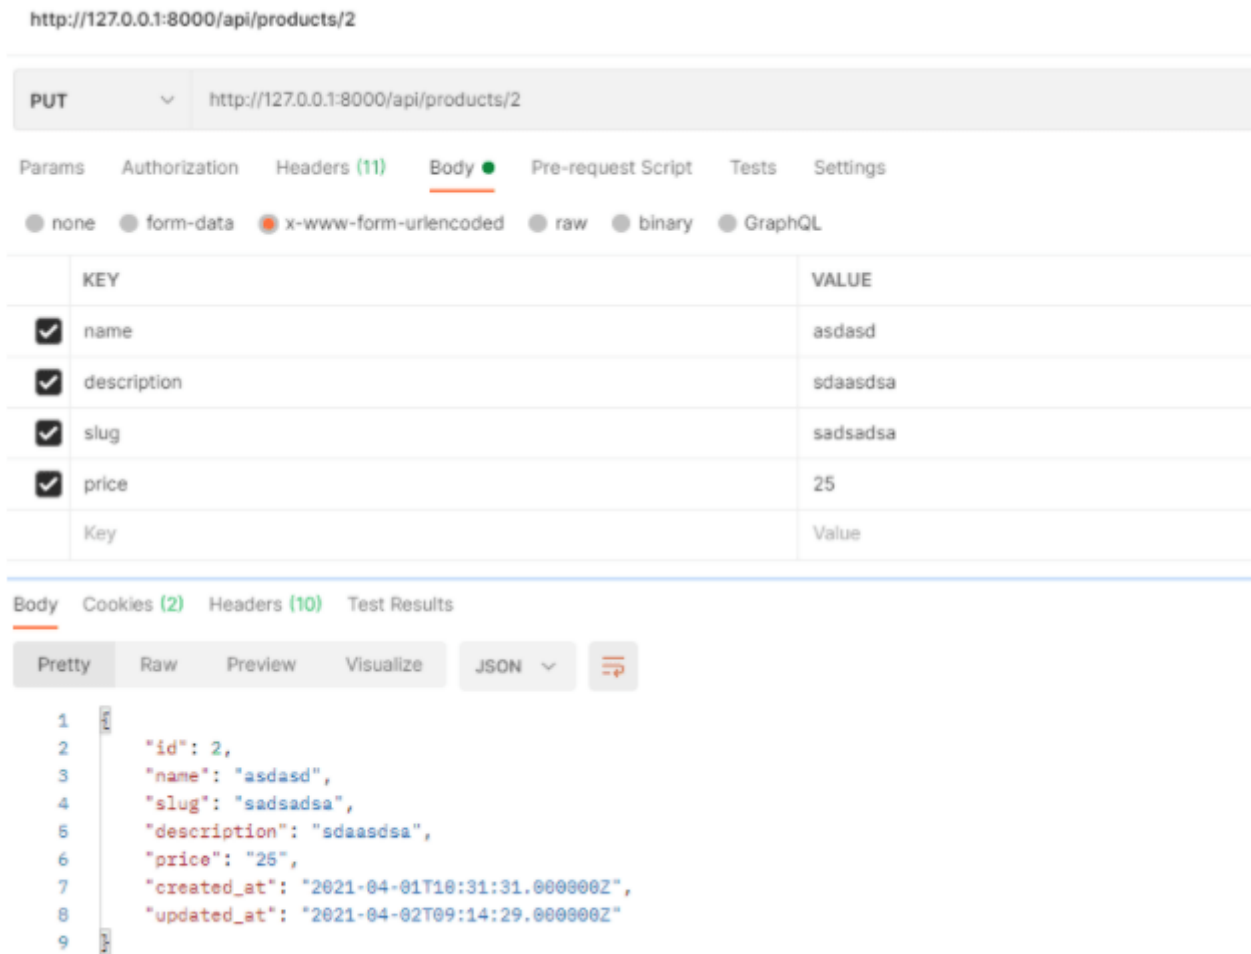 http://127.0.0.1:8000/api/products/2
PUT http://127.0.0.1:8000/api/products/2
Params Authorization Headers (11) Body Pre-request Script Tests Settings
none form-data x-www-form-urlencoded raw binary GraphQL
KEY VALUE
name asdasd
description sdaasdsa
slug sadsadsa
price 25
Key Value
Body Cookies (2) Headers (10) Test Results
Pretty Raw Preview Visualize JSON
1 {
2 "id": 2,
3 "name": "asdasd",
4 "slug": "sadsadsa",
5 "description": "sdaasdsa",
6 "price": "25",
7 "created_at": "2021-04-01T10:31:31.000000Z",
8 "updated_at": "2021-04-02T09:14:29.000000Z"
9 }